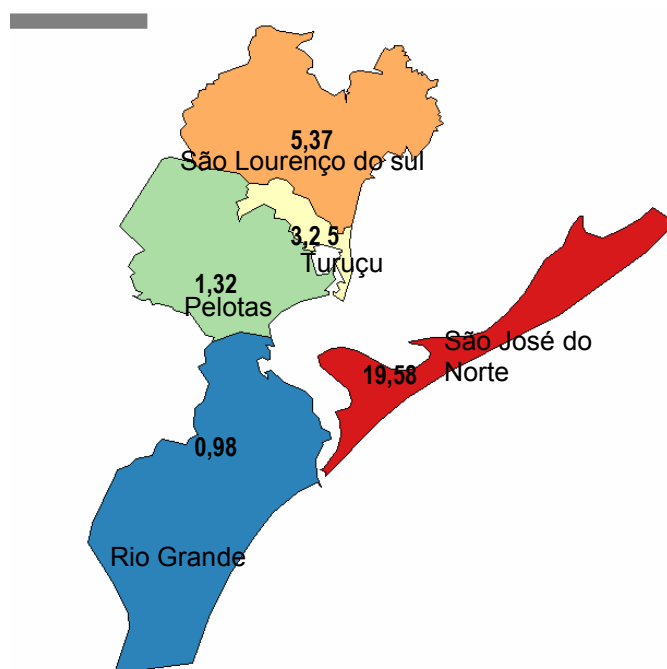 5,37
São Lourenço do sul
3,2 5
Turuçu
1,32
Pelotas
São José do
Norte
19,58
0,98
Rio Grande